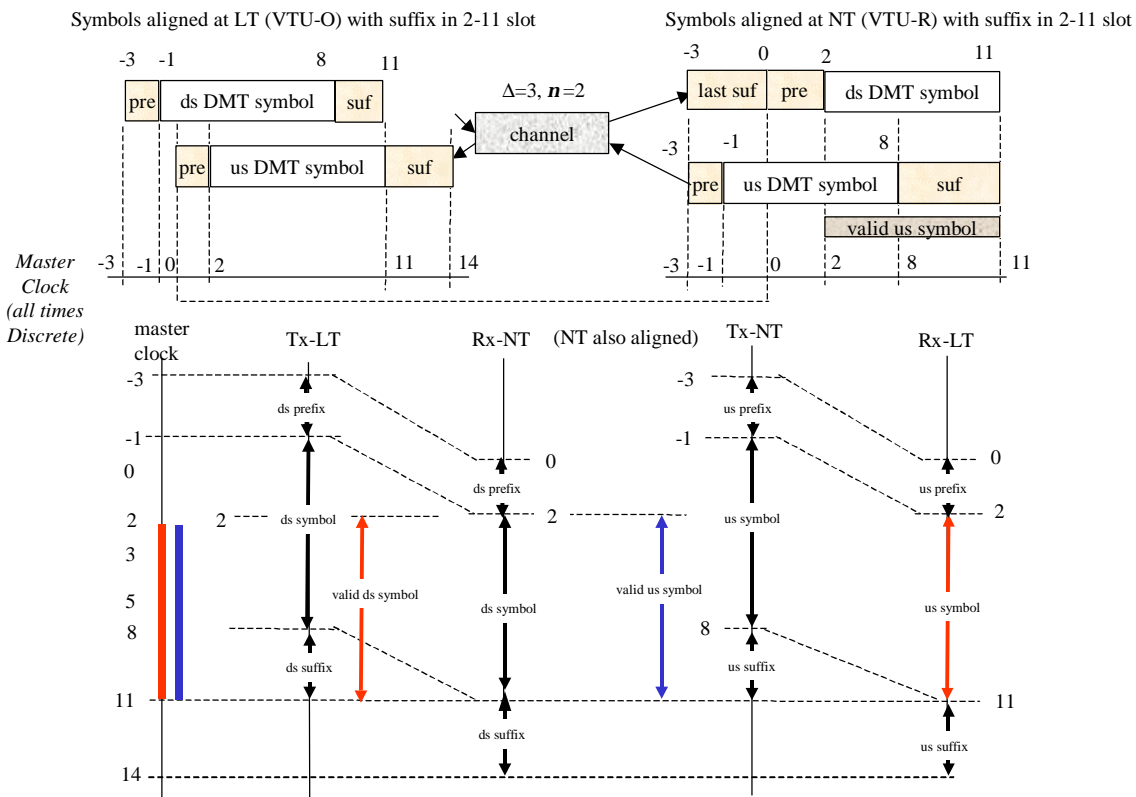 Symbols aligned at LT (VTU-O) with suffix in 2-11 slot
Symbols aligned at NT (VTU-R) with suffix in 2-11 slot
-3 -1 8 11
pre ds DMT symbol suf
Δ=3, n=2
channel
-3 0 2 11
last suf pre ds DMT symbol
pre us DMT symbol suf
-3 -1 8
pre us DMT symbol suf
valid us symbol
Master
Clock
(all times
Discrete)
-3 -1 0 2 11 14
-3 -1 0 2 8 11
master
clock
Tx-LT
Rx-NT
(NT also aligned)
Tx-NT
Rx-LT
-3
-3
ds prefix
us prefix
-1
-1
0
0
0
ds prefix
us prefix
2
2
2
2
ds symbol
us symbol
3
5
valid ds symbol
ds symbol
valid us symbol
us symbol
8
8
ds suffix
us suffix
11
11
ds suffix
us suffix
14